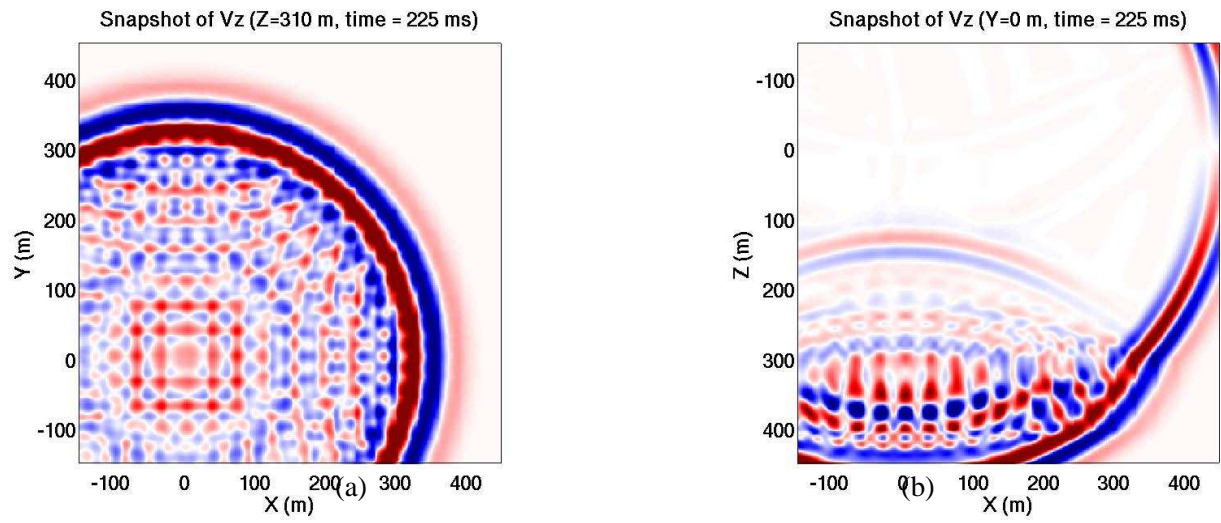 Snapshot of Vz (Z=310 m, time = 225 ms)
400
300
200
100
0
-100
Y (m)
-100 0 100 200 300 400
X (m)
(a)
Snapshot of Vz (Y=0 m, time = 225 ms)
-100
0
100
200
300
400
Z (m)
-100 0 100 200 300 400
X (m)
(b)